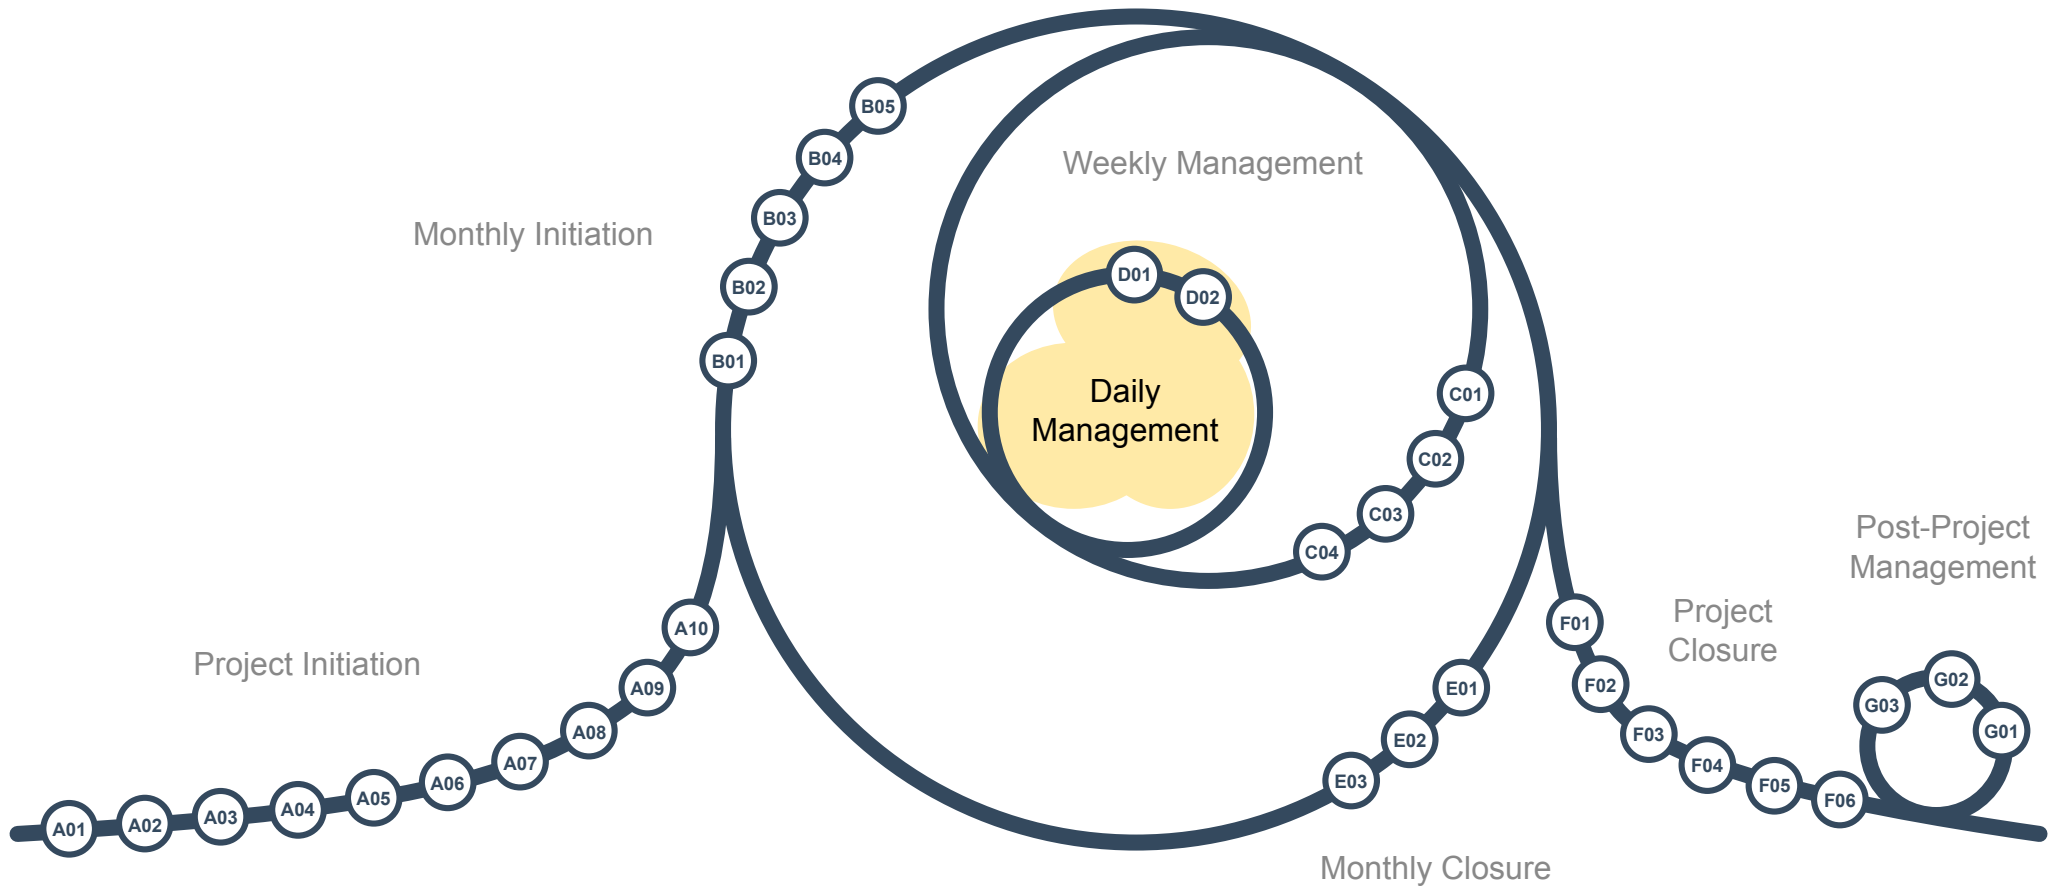 Project Initiation
A01
A02
A03
A04
A05
A06
A07
A08
A09
A10
Monthly Initiation
B01
B02
B03
B04
B05
Weekly Management
C01
C02
C03
C04
Daily
Management
D01
D02
Monthly Closure
E01
E02
E03
Project
Closure
F01
F02
F03
F04
F05
F06
Post-Project
Management
G01
G02
G03